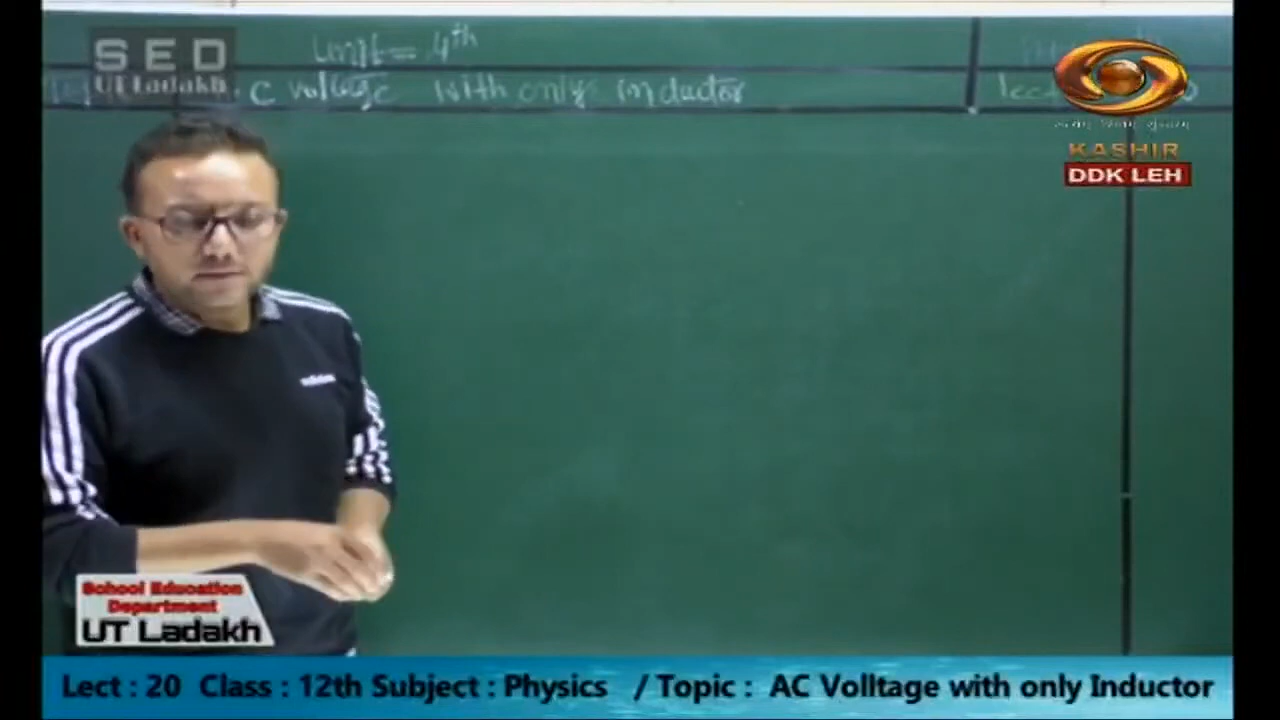 SED
UT Ladakh
Unit = 4th
C voltage with only inductor
KASHIR
DDK LEH
adidas
School Education
Department
UT Ladakh
Lect : 20 Class : 12th Subject : Physics / Topic : AC Volltage with only Inductor